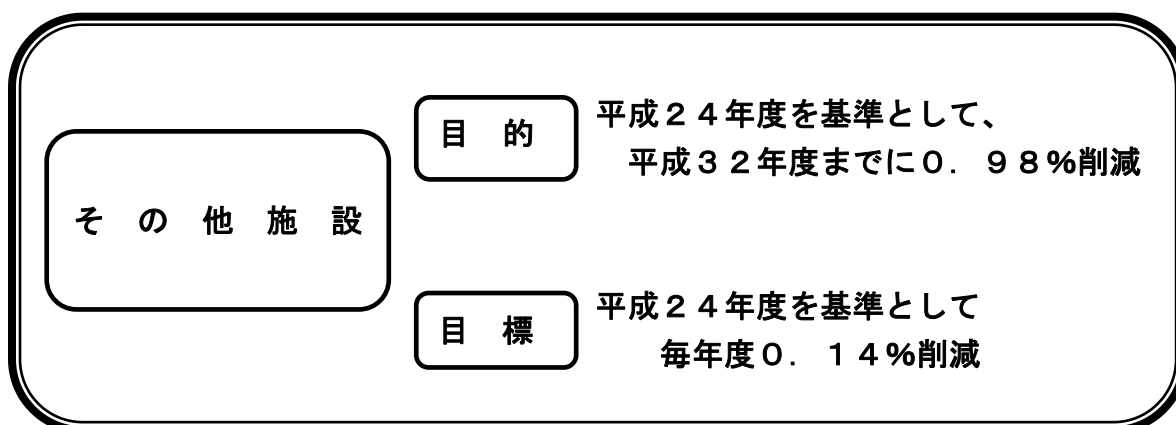 その他施設
目的
平成２４年度を基準として、
平成３２年度までに０．９８％削減
目標
平成２４年度を基準として
毎年度０．１４％削減